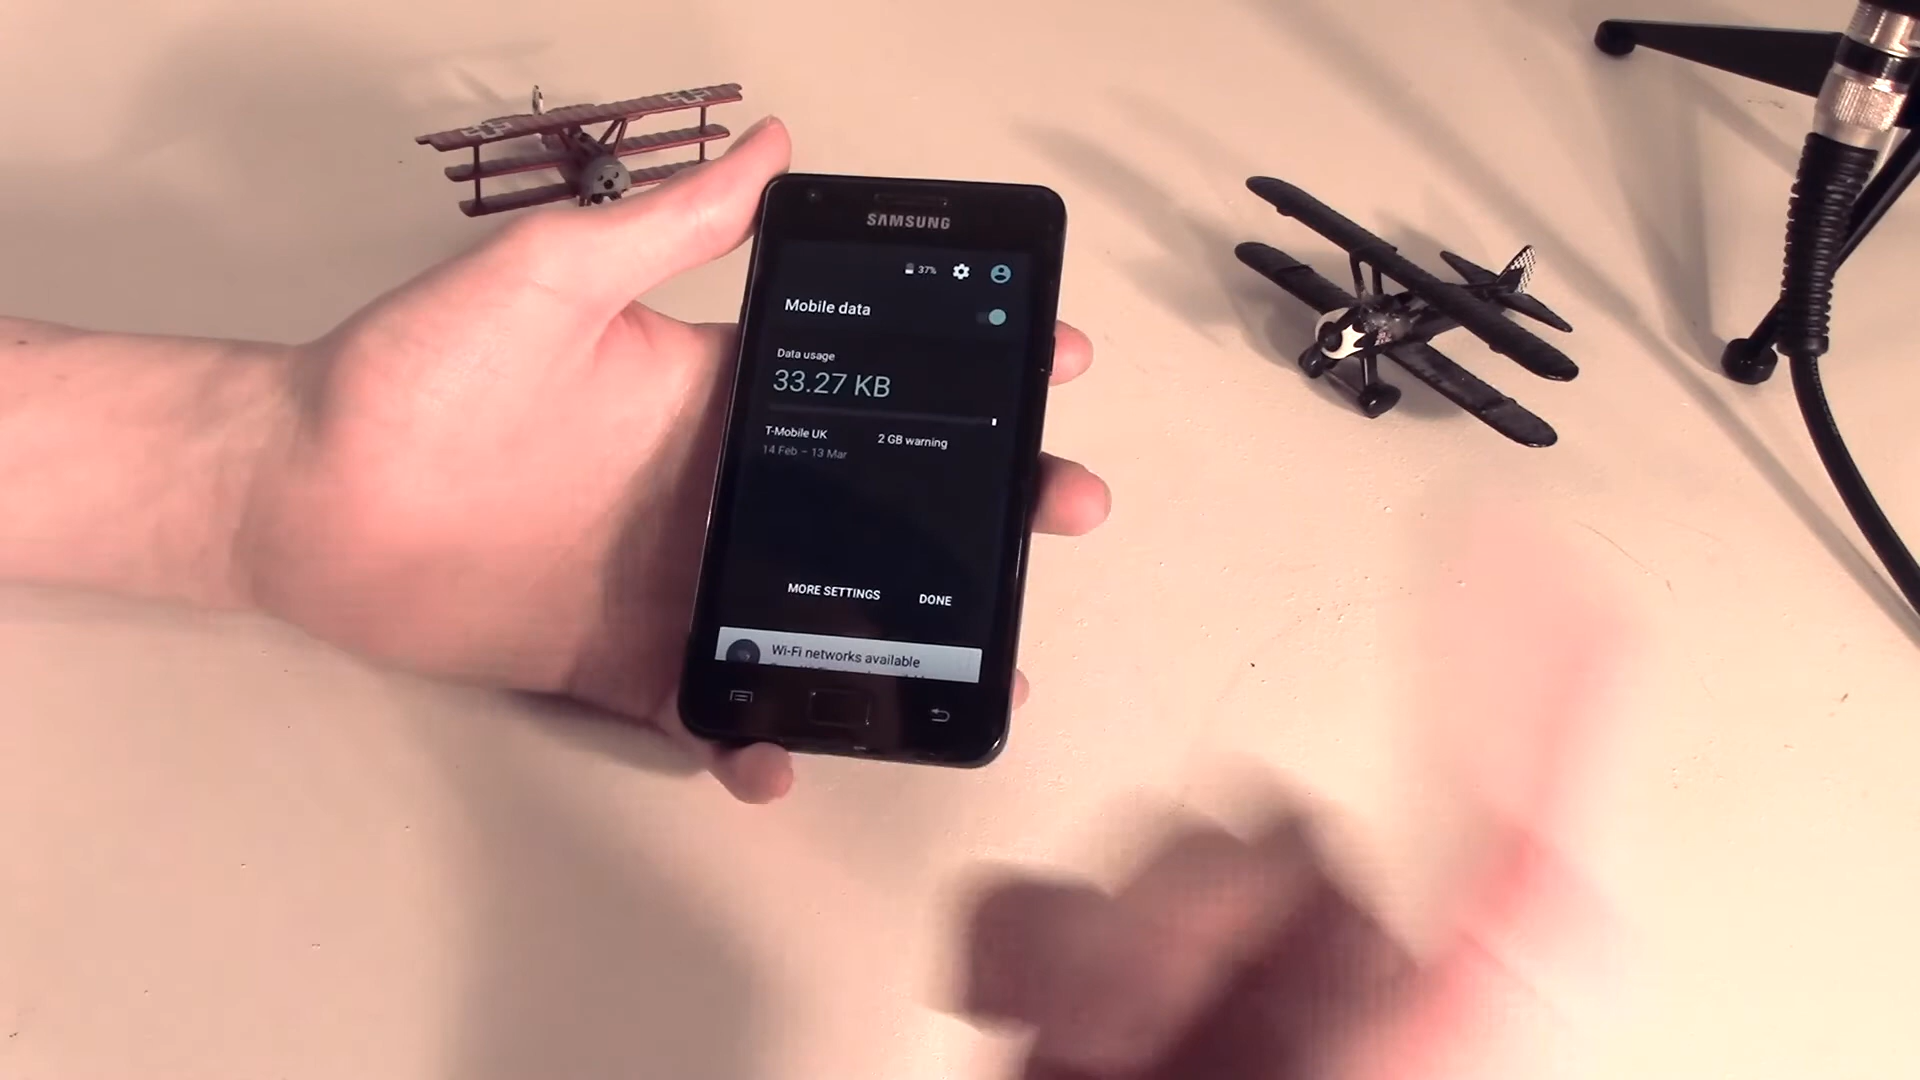 SAMSUNG
37%
Mobile data
Data usage
33.27 KB
T-Mobile UK
2 GB warning
14 Feb – 13 Mar
MORE SETTINGS
DONE
Wi-Fi networks available